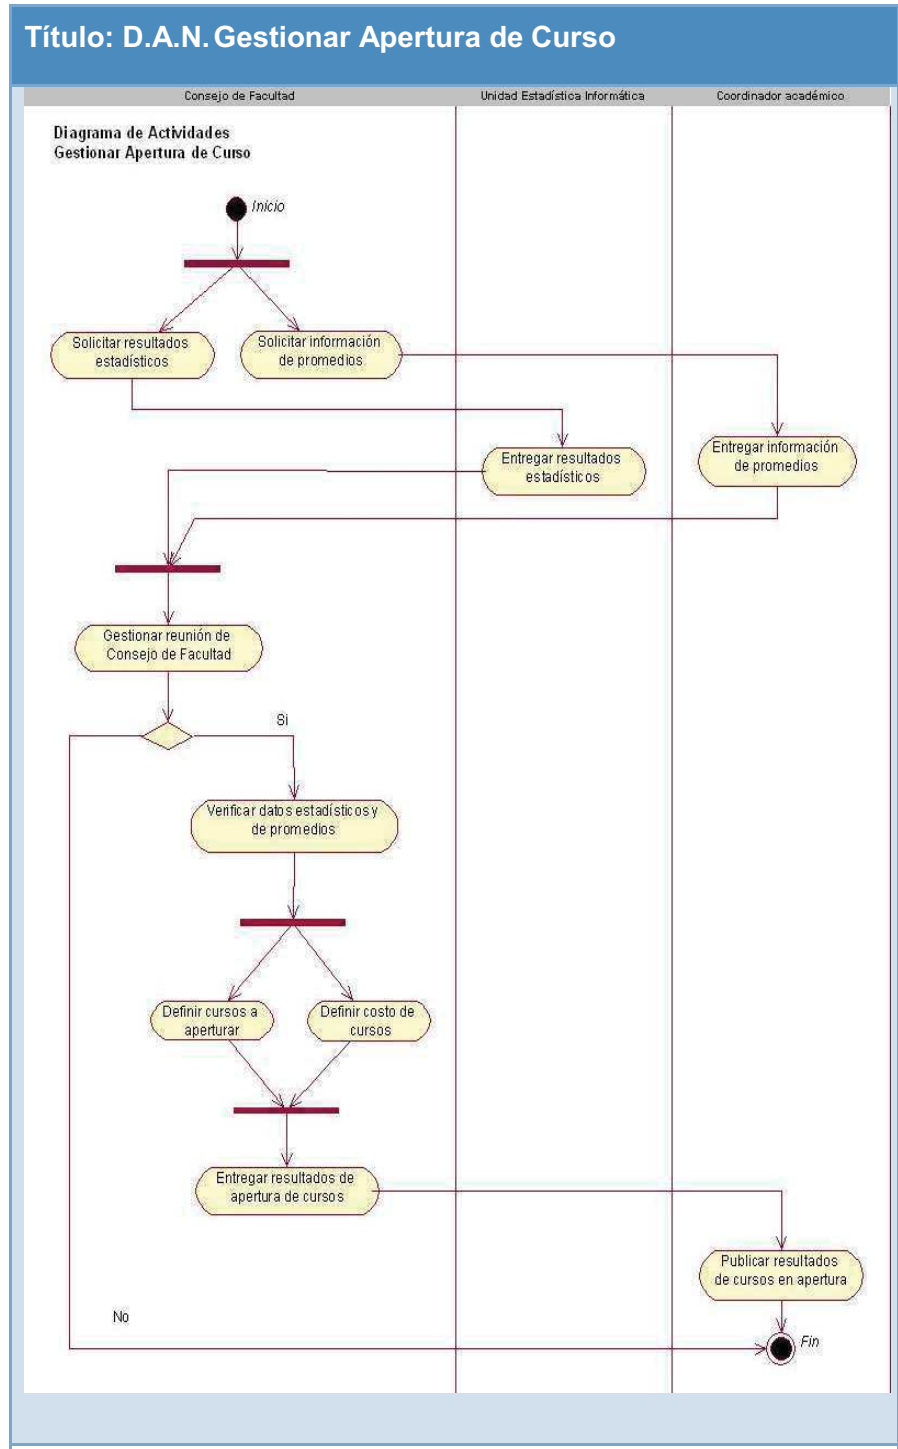 Título: D.A.N. Gestionar Apertura de Curso
Consejo de Facultad
Unidad Estadística Informática
Coordinador académico
Diagrama de Actividades
Gestionar Apertura de Curso
Inicio
Solicitar resultados
estadísticos
Solicitar información
de promedios
Entregar resultados
estadísticos
Entregar información
de promedios
Gestionar reunión de
Consejo de Facultad
Si
Verificar datos estadísticos y
de promedios
Definir cursos a
aperturar
Definir costo de
cursos
Entregar resultados de
apertura de cursos
Publicar resultados
de cursos en apertura
No
Fin